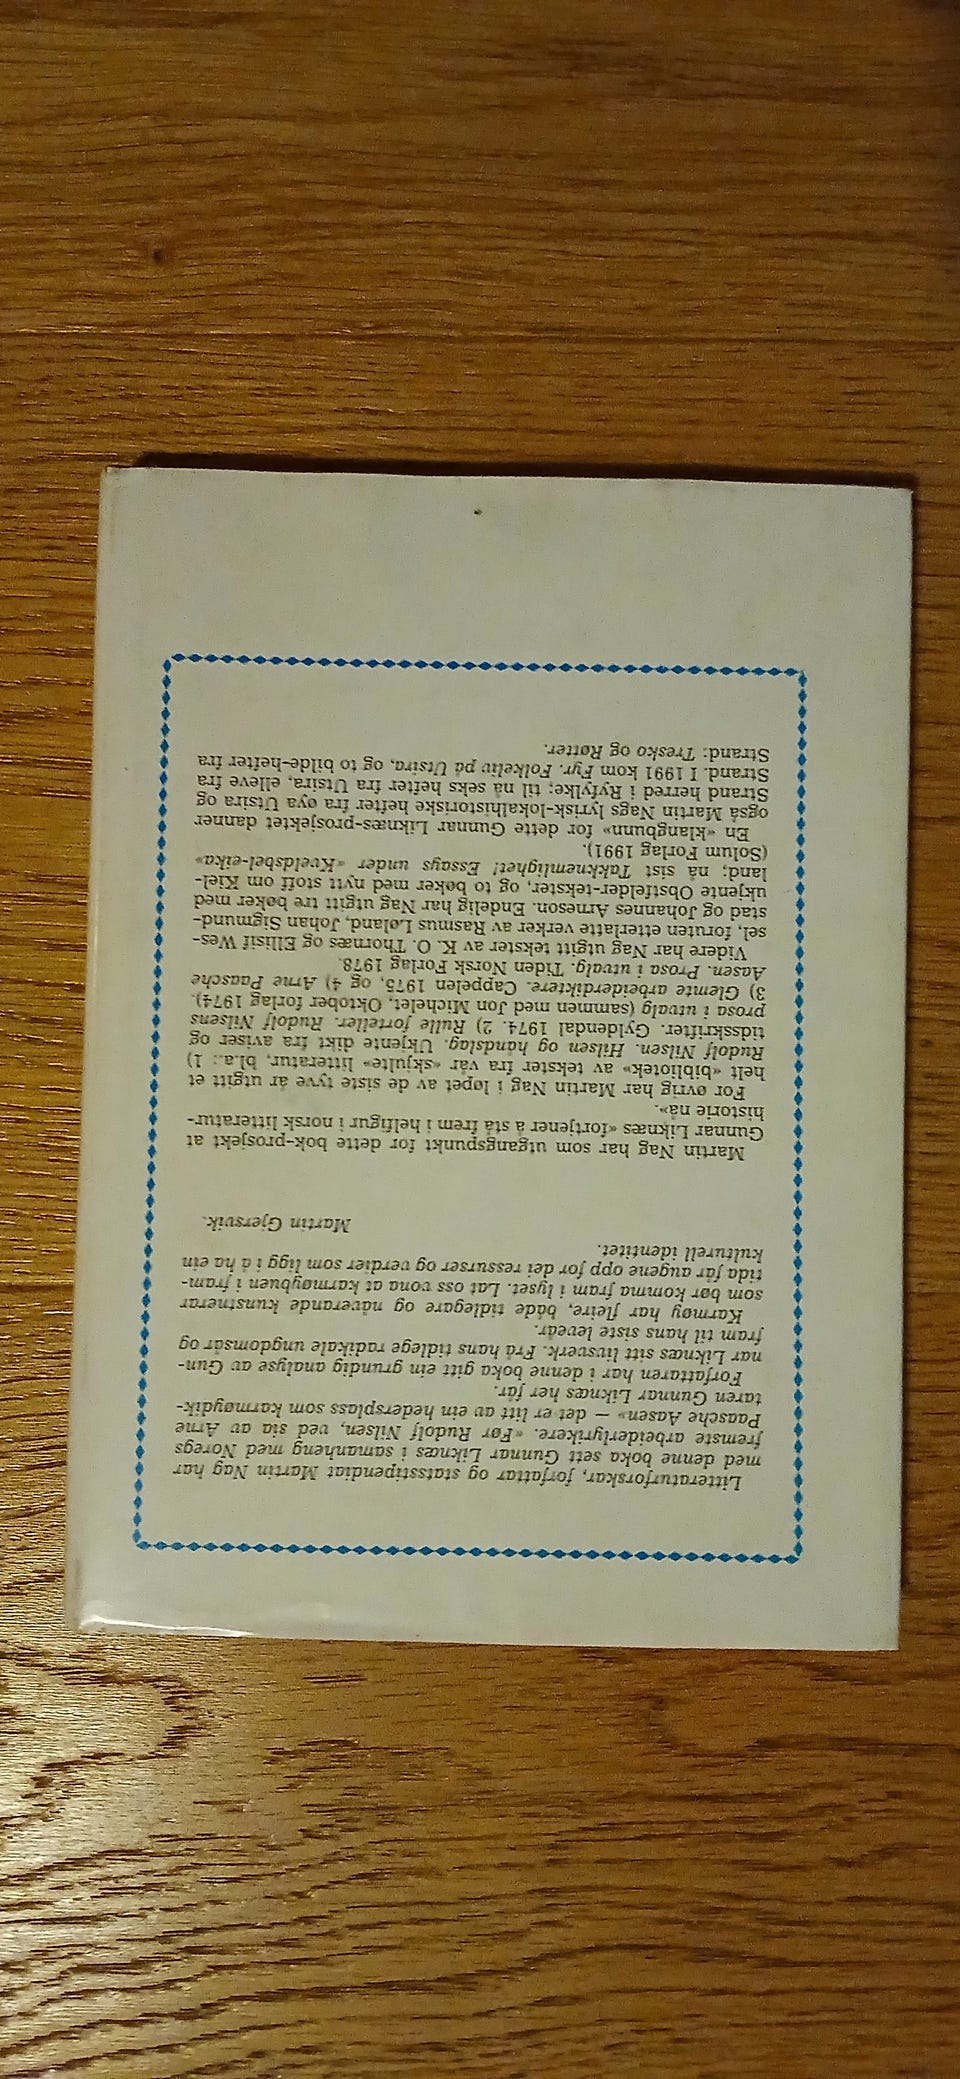 Litteraturforskar, forfattar og statsstipendiat Martin Nag har
med denne boka sett Gunnar Liknæs i samanheng med Noregs
fremste arbeiderlyrikere. «Før Rudolf Nilsen, ved sia av Arne
Paasche Aasen» — det er litt av ein hedersplass som karmøydik-
taren Gunnar Liknæs her får.
Forfattaren har i denne boka gitt ein grundig analyse av Gun-
nar Liknæs sitt livsverk. Frå hans tidlege radikale ungdomsår og
fram til hans siste leveår.
Karmøy har fleire, både tidlegare og nåverande kunstnerar
som bør komma fram i lyset. Lat oss vona at karmøybuen i fram-
tida får augene opp for dei ressurser og verdier som ligg i å ha ein
kulturell identitet.
Martin Gjersvik.
Martin Nag har som utgangspunkt for dette bok-prosjekt at
Gunnar Liknæs «fortjener å stå frem i helfigur i norsk litteratur-
historie nå».
For øvrig har Martin Nag i løpet av de siste tyve år utgitt et
helt «bibliotek» av tekster fra vår «skjulte» litteratur, bl.a.: 1)
Rudolf Nilsen. Hilsen og håndslag. Ukjente dikt fra aviser og
tidsskrifter. Gyldendal 1974. 2) Rulle forteller. Rudolf Nilsens
prosa i utvalg (sammen med Jon Michelet, Oktober forlag 1974).
3) Glemte arbeiderdiktere. Cappelen 1975, og 4) Arne Paasche
Aasen. Prosa i utvalg. Tiden Norsk Forlag 1978.
Videre har Nag utgitt tekster av K. O. Thornæs og Ellisif Wes-
sel, foruten etterlatte verker av Rasmus Løland, Johan Sigmund-
stad og Johannes Arneson. Endelig har Nag utgitt tre bøker med
ukjente Obstfelder-tekster, og to bøker med nytt stoff om Kiel-
land; nå sist Takknemlighet! Essays under «Kveldsbel-eika»
(Solum Forlag 1991).
En «klangbunn» for dette Gunnar Liknæs-prosjektet danner
også Martin Nags lyrisk-lokalhistoriske hefter fra øya Utsira og
Strand herred i Ryfylke; til nå seks hefter fra Utsira, elleve fra
Strand. I 1991 kom Fyr. Folkeliv på Utsira, og to bilde-hefter fra
Strand: Tresko og Røtter.